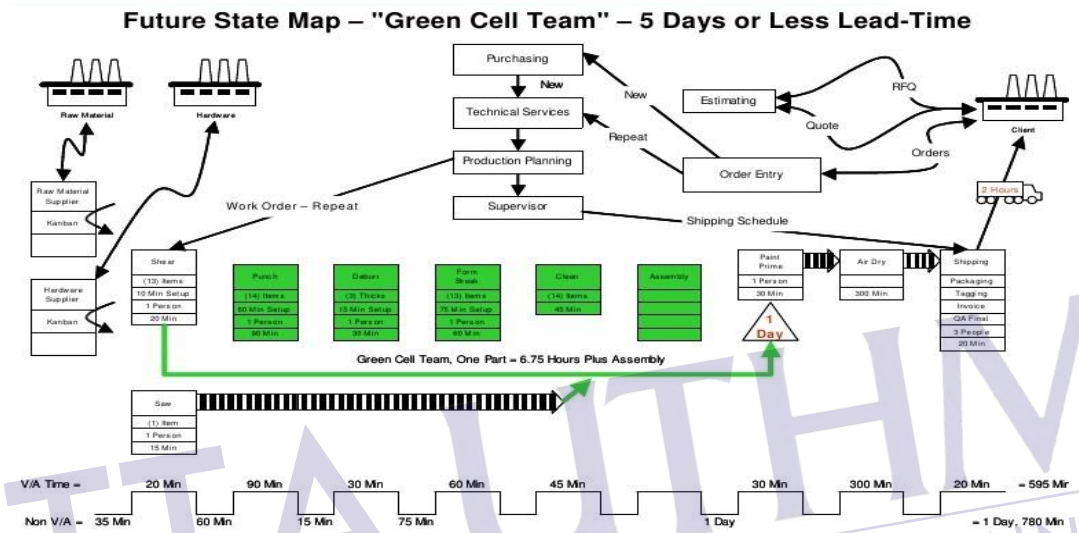 Future State Map – "Green Cell Team" – 5 Days or Less Lead-Time
Raw Material
Hardware
Purchasing
New
Technical Services
Production Planning
Supervisor
New
Repeat
Estimating
RFQ
Quote
Client
Orders
Order Entry
2 Hours
Work Order – Repeat
Shipping Schedule
Raw Material
Supplier
Kanban
Hardware
Supplier
Kanban
Shear
(13) Items
10 Min Setup
1 Person
20 Min
Punch
(14) Items
60 Min Setup
1 Person
90 Min
Deburr
(3) Thicks
15 Min Setup
1 Person
30 Min
Form
Break
(13) Items
75 Min Setup
1 Person
60 Min
Clean
(14) Items
45 Min
Assembly
Paint
Prime
1 Person
30 Min
Air Dry
300 Min
Shipping
Packaging
Tagging
Invoice
QA Final
3 People
20 Min
1
Day
Green Cell Team, One Part = 6.75 Hours Plus Assembly
Saw
(1) Item
1 Person
15 Min
V/A Time = 20 Min 90 Min 30 Min 60 Min 45 Min 30 Min 300 Min 20 Min = 595 Min
Non V/A = 35 Min 60 Min 15 Min 75 Min 1 Day = 1 Day, 780 Min